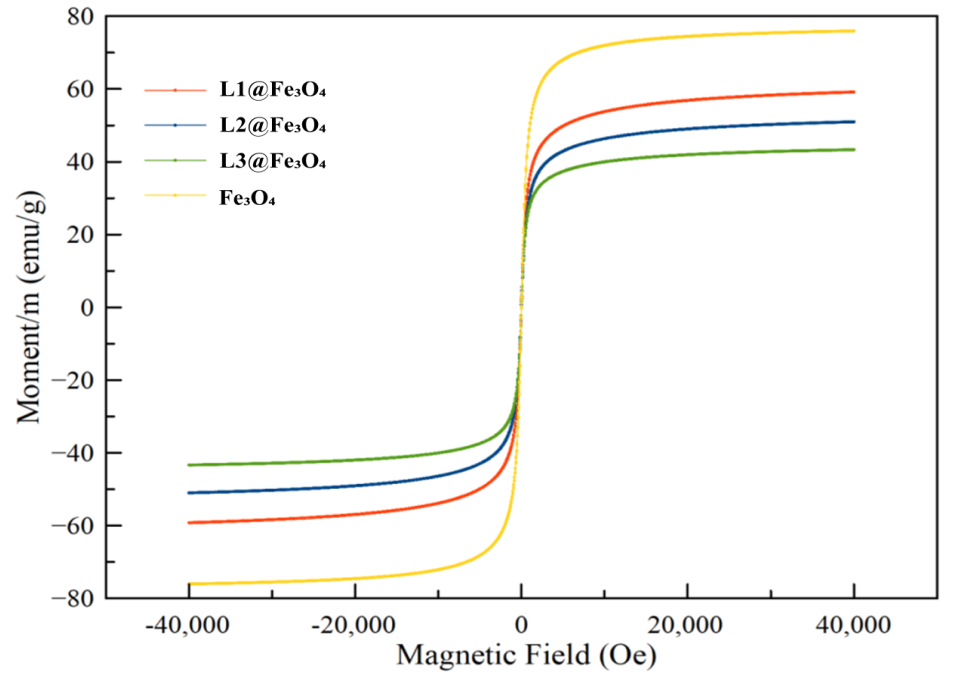 80
60
40
20
0
−20
−40
−60
−80
Moment/m (emu/g)
L1@Fe₃O₄
L2@Fe₃O₄
L3@Fe₃O₄
Fe₃O₄
-40,000 -20,000 0 20,000 40,000
Magnetic Field (Oe)